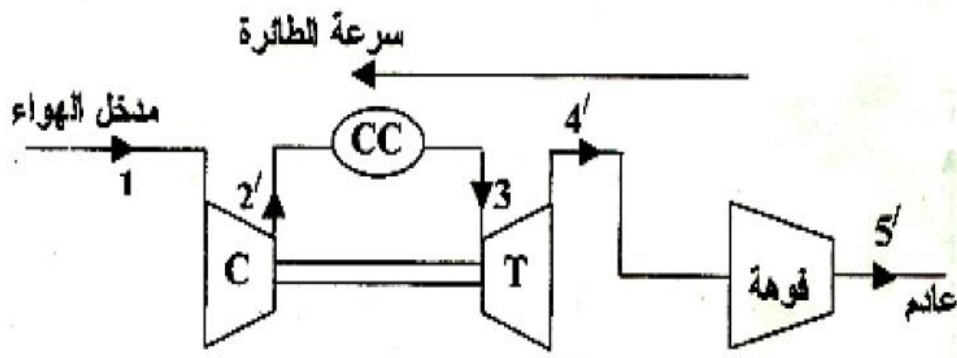 سرعة الطائرة
مدخل الهواء
1
2/
CC
3
4/
C
T
فوهة
5/
عادم